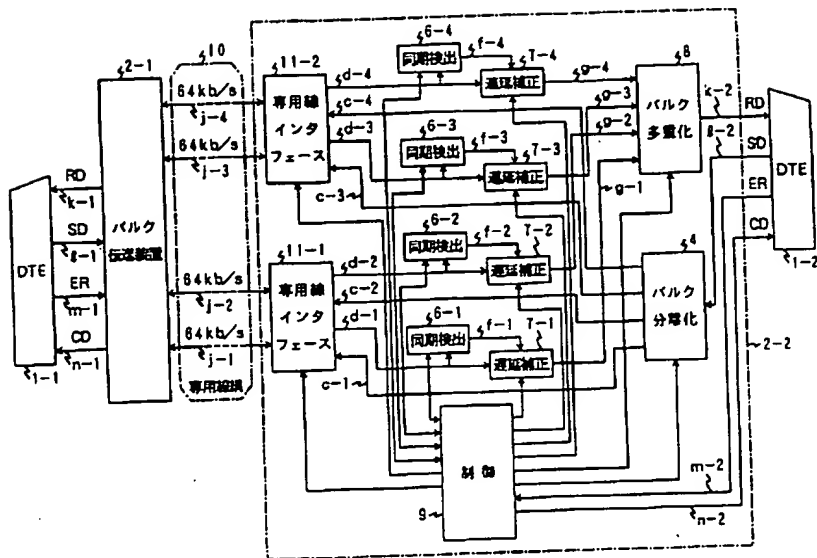 2-1
10
11-2
6-4
f-4
7-4
8
64kb/s
j-4
専用線
インタ
フェース
d-4
c-4
d-3
同期検出
遅延補正
g-4
g-3
g-2
バルク
多重化
k-2
RD
ℓ-2
SD
ER
CD
DTE
1-2
64kb/s
j-3
6-3
f-3
7-3
同期検出
遅延補正
g-1
c-3
RD
k-1
SD
ℓ-1
ER
m-1
CD
n-1
DTE
1-1
バルク
伝送装置
11-1
64kb/s
j-2
64kb/s
j-1
専用線
インタ
フェース
d-2
c-2
d-1
6-2
f-2
7-2
同期検出
遅延補正
4
バルク
分離化
2-2
6-1
f-1
7-1
同期検出
遅延補正
c-1
専用線網
制御
9
m-2
n-2